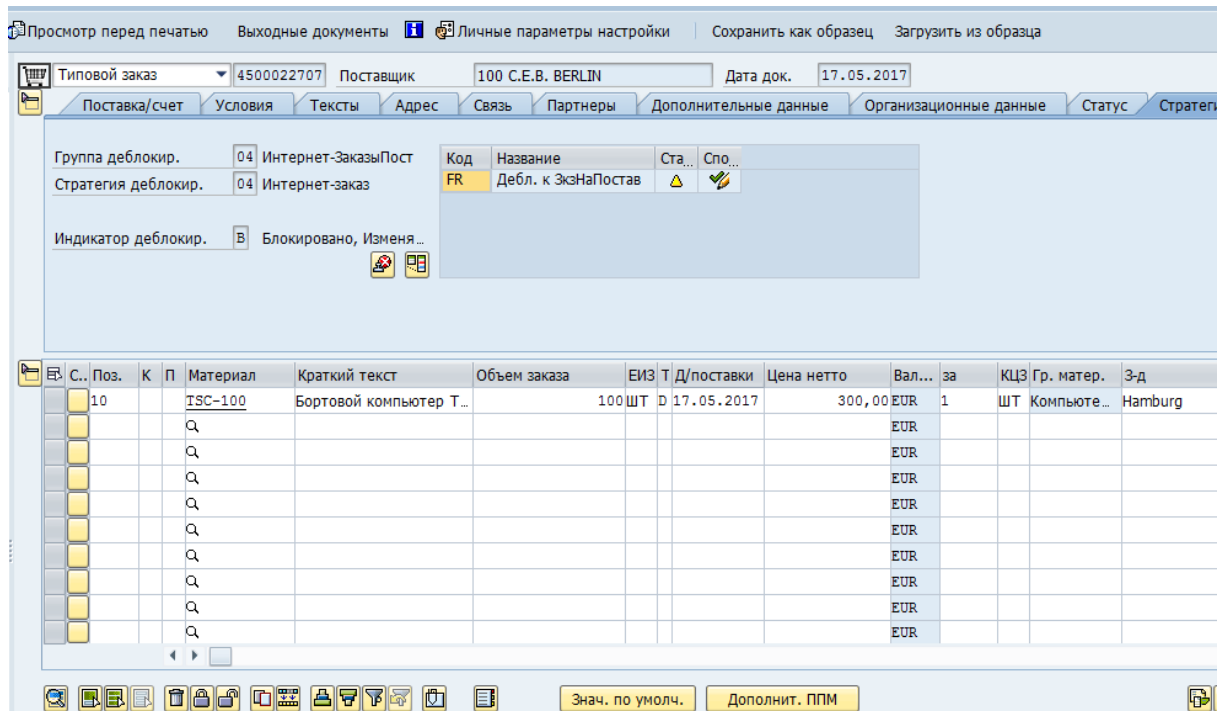 Просмотр перед печатью Выходные документы Личные параметры настройки Сохранить как образец Загрузить из образца
Типовой заказ 4500022707 Поставщик 100 C.E.B. BERLIN Дата док. 17.05.2017
Поставка/счет Условия Тексты Адрес Связь Партнеры Дополнительные данные Организационные данные Статус Стратеги
Группа деблокир. 04 Интернет-ЗаказыПост Код Название Ста... Спо...
Стратегия деблокир. 04 Интернет-заказ FR Дебл. к ЗкзНаПостав
Индикатор деблокир. B Блокировано, Изменя...
С.. Поз. К П Материал Краткий текст Объем заказа ЕИЗ Т Д/поставки Цена нетто Вал... за КЦЗ Гр. матер. З-д
10 TSC-100 Бортовой компьютер Т... 100 ШТ D 17.05.2017 300,00 EUR 1 ШТ Компьюте... Hamburg
EUR
EUR
EUR
EUR
EUR
EUR
EUR
EUR
EUR
Знач. по умолч. Дополнит. ППМ